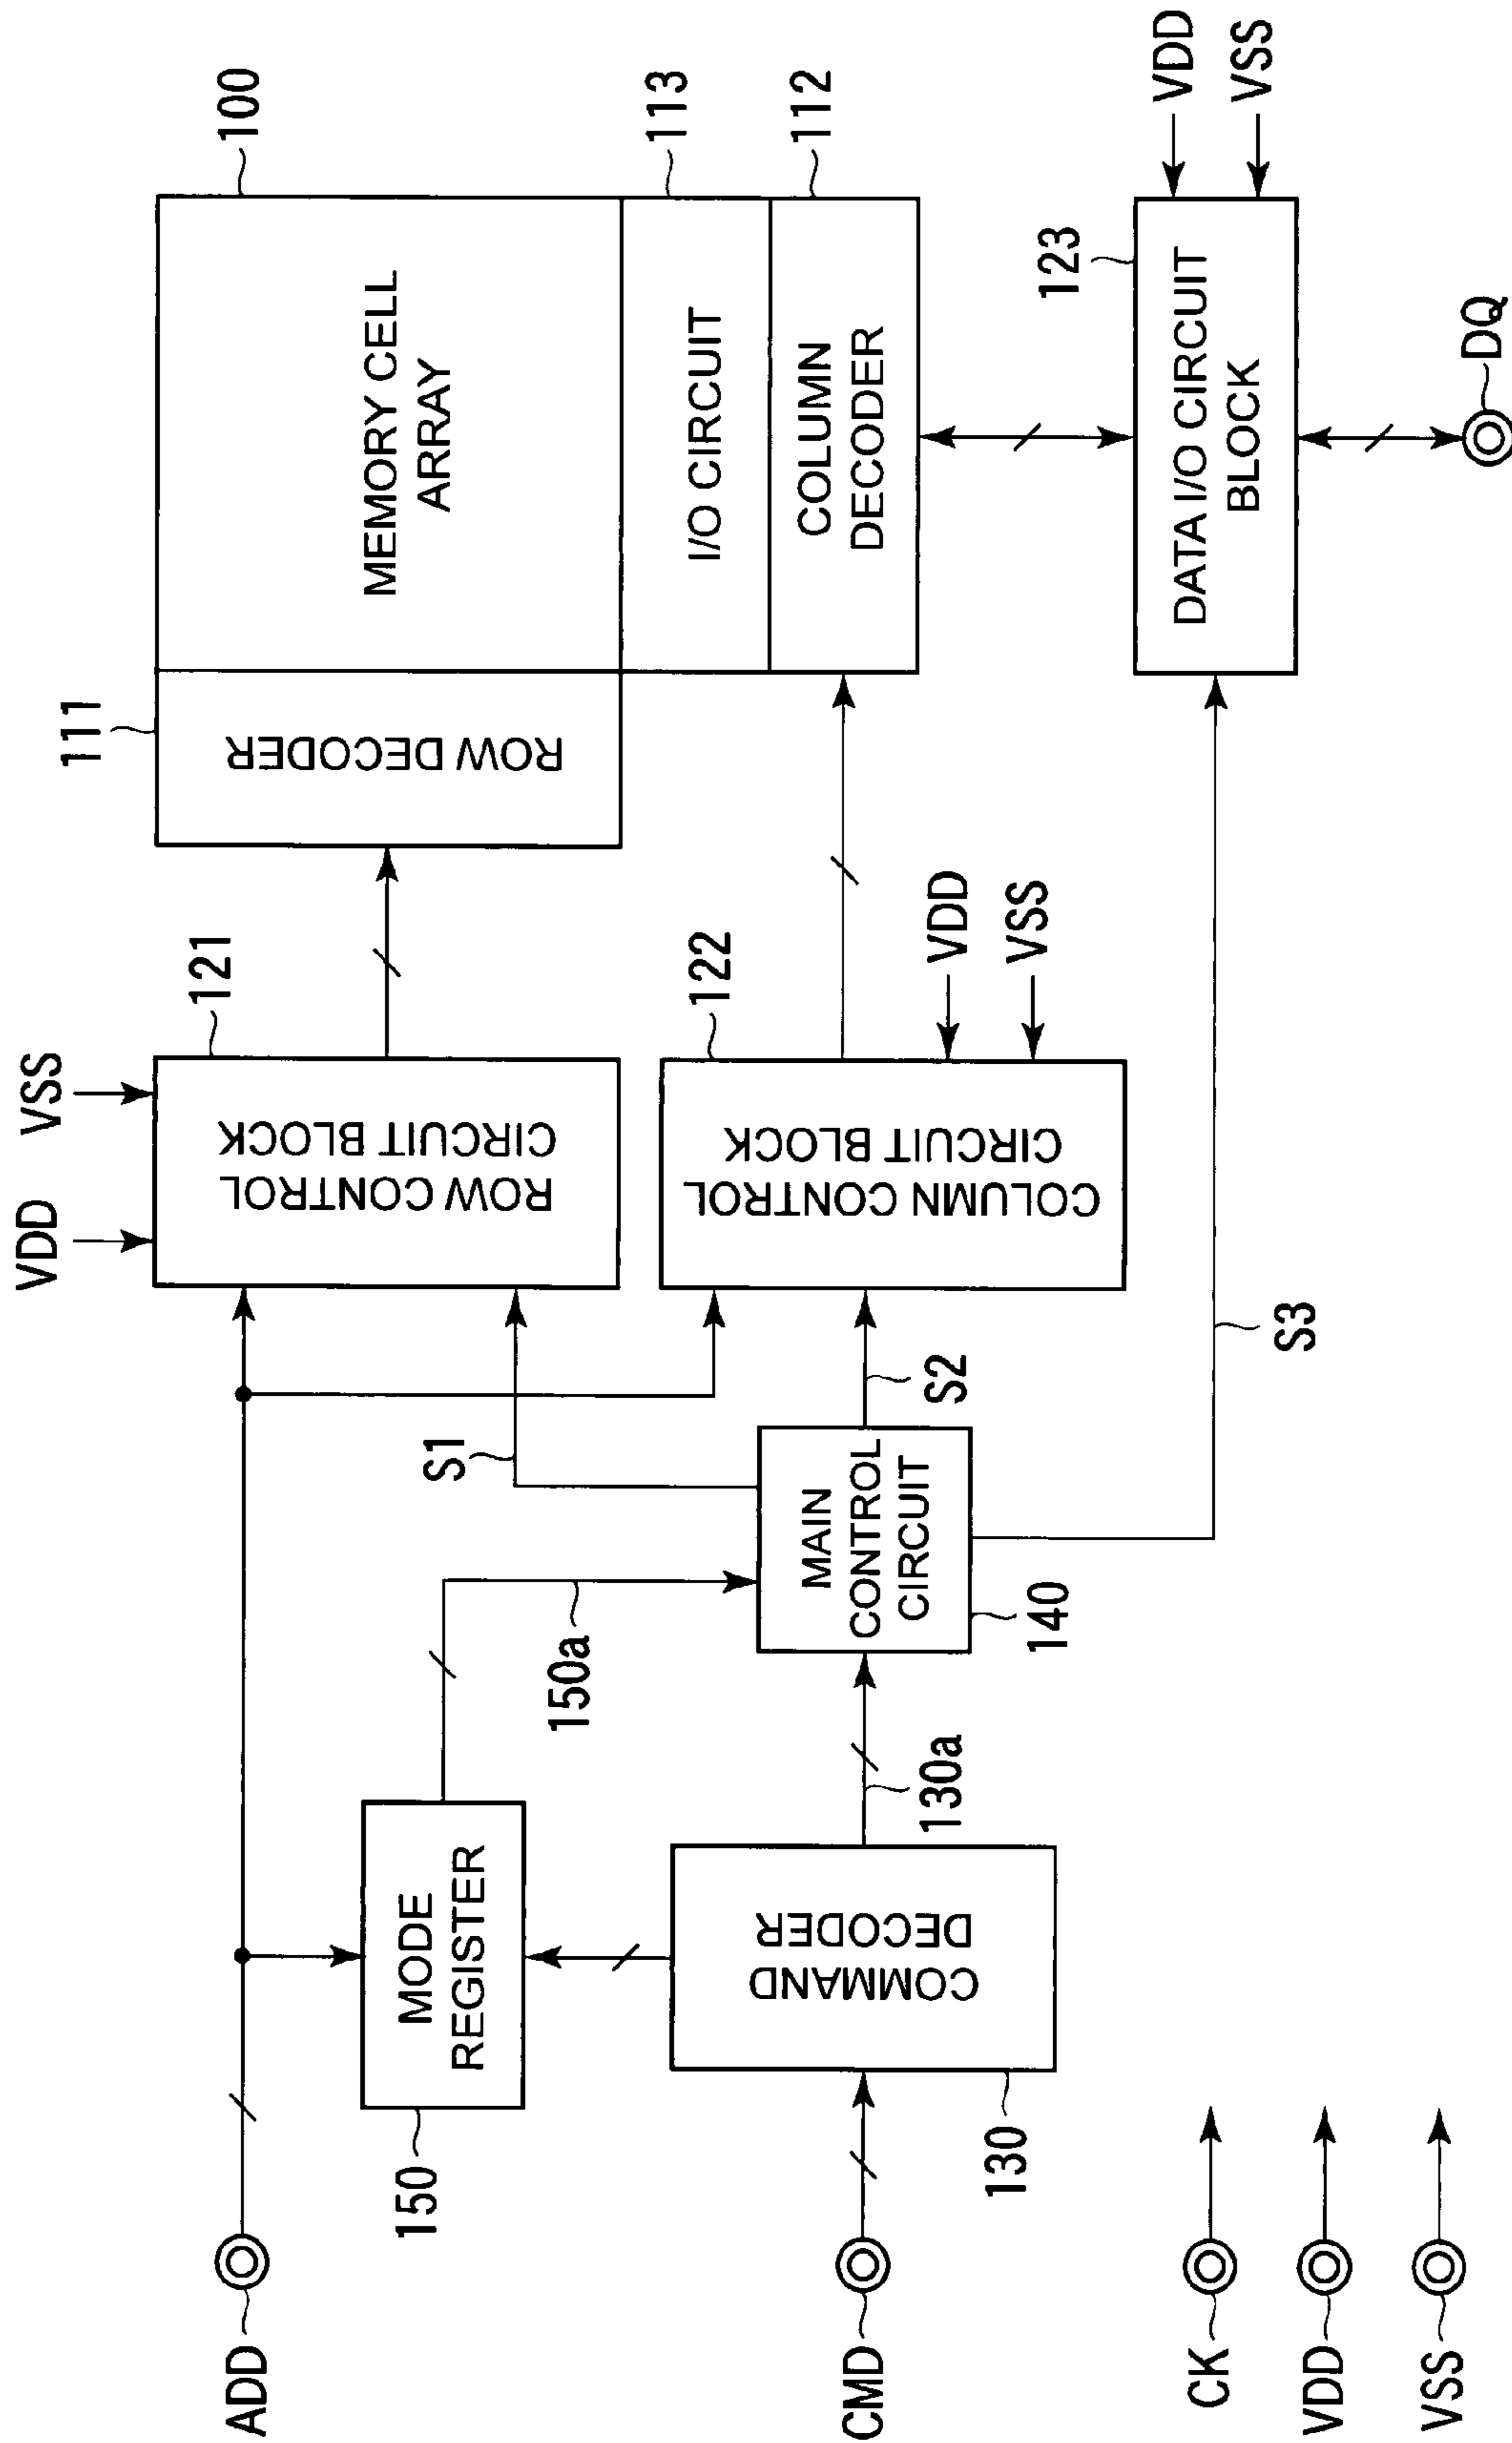 VDD
VSS
121
111
100
ROW CONTROL
CIRCUIT BLOCK
ROW DECODER
MEMORY CELL
ARRAY
113
I/O CIRCUIT
112
COLUMN
DECODER
ADD
150
MODE
REGISTER
150a
S1
122
COLUMN CONTROL
CIRCUIT BLOCK
VDD
VSS
CMD
130
COMMAND
DECODER
130a
MAIN
CONTROL
CIRCUIT
140
S2
S3
123
DATA I/O CIRCUIT
BLOCK
VDD
VSS
DQ
CK
VDD
VSS